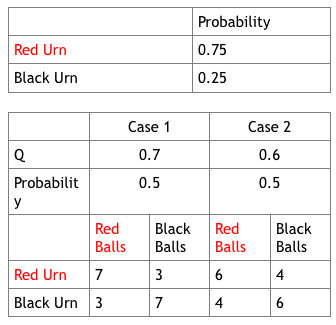 Probability
Red Urn 0.75
Black Urn 0.25
Case 1 Case 2
Q 0.7 0.6
Probabilit 0.5 0.5
y
Red Black Red Black
Balls Balls Balls Balls
Red Urn 7 3 6 4
Black Urn 3 7 4 6